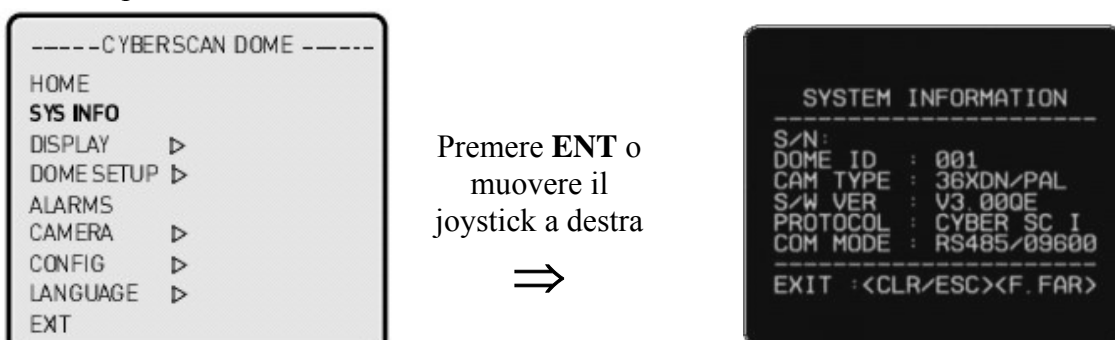 -----CYBERSCAN DOME ------
HOME
SYS INFO
DISPLAY ▷
DOME SETUP ▷
ALARMS
CAMERA ▷
CONFIG ▷
LANGUAGE ▷
EXIT
Premere ENT o
muovere il
joystick a destra
⇒
SYSTEM INFORMATION
------------------------
S/N:
DOME ID : 001
CAM TYPE : 36XDN/PAL
S/W VER : V3.00QE
PROTOCOL : CYBER SC I
COM MODE : RS485/09600
------------------------
EXIT :<CLR/ESC><F.FAR>